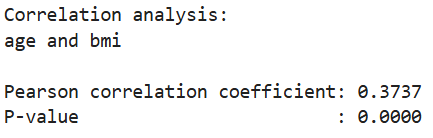 Correlation analysis:
age and bmi

Pearson correlation coefficient: 0.3737
P-value                        : 0.0000